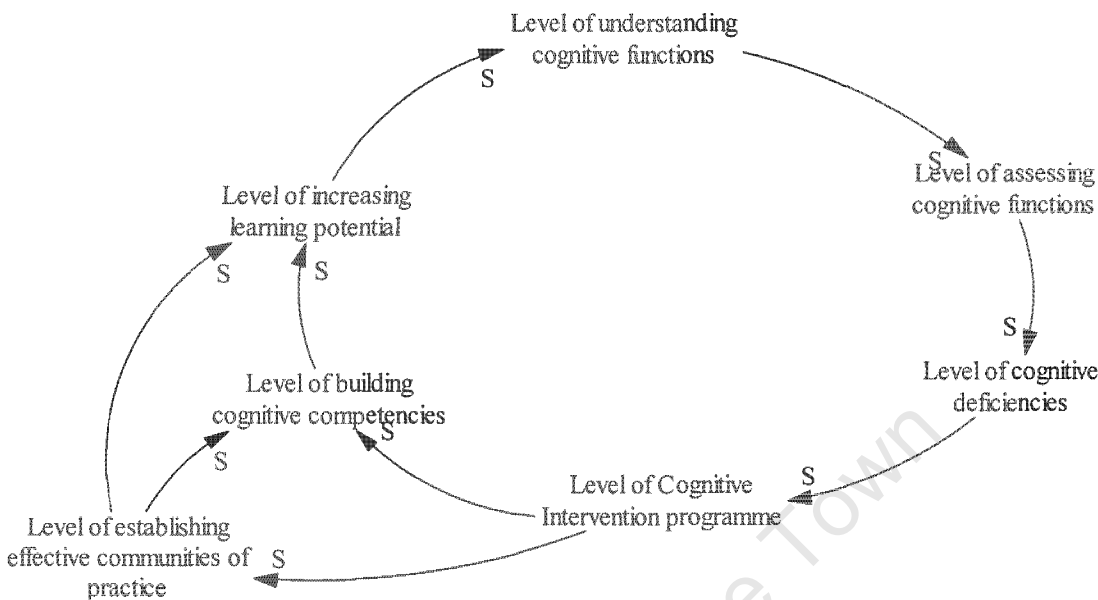 Level of understanding
cognitive functions
S
S
Level of assessing
cognitive functions
Level of increasing
learning potential
S
S
S
Level of cognitive
deficiencies
Level of building
cognitive competencies
S
S
S
Level of Cognitive
Intervention programme
Level of establishing
effective communities of
practice
S
Town